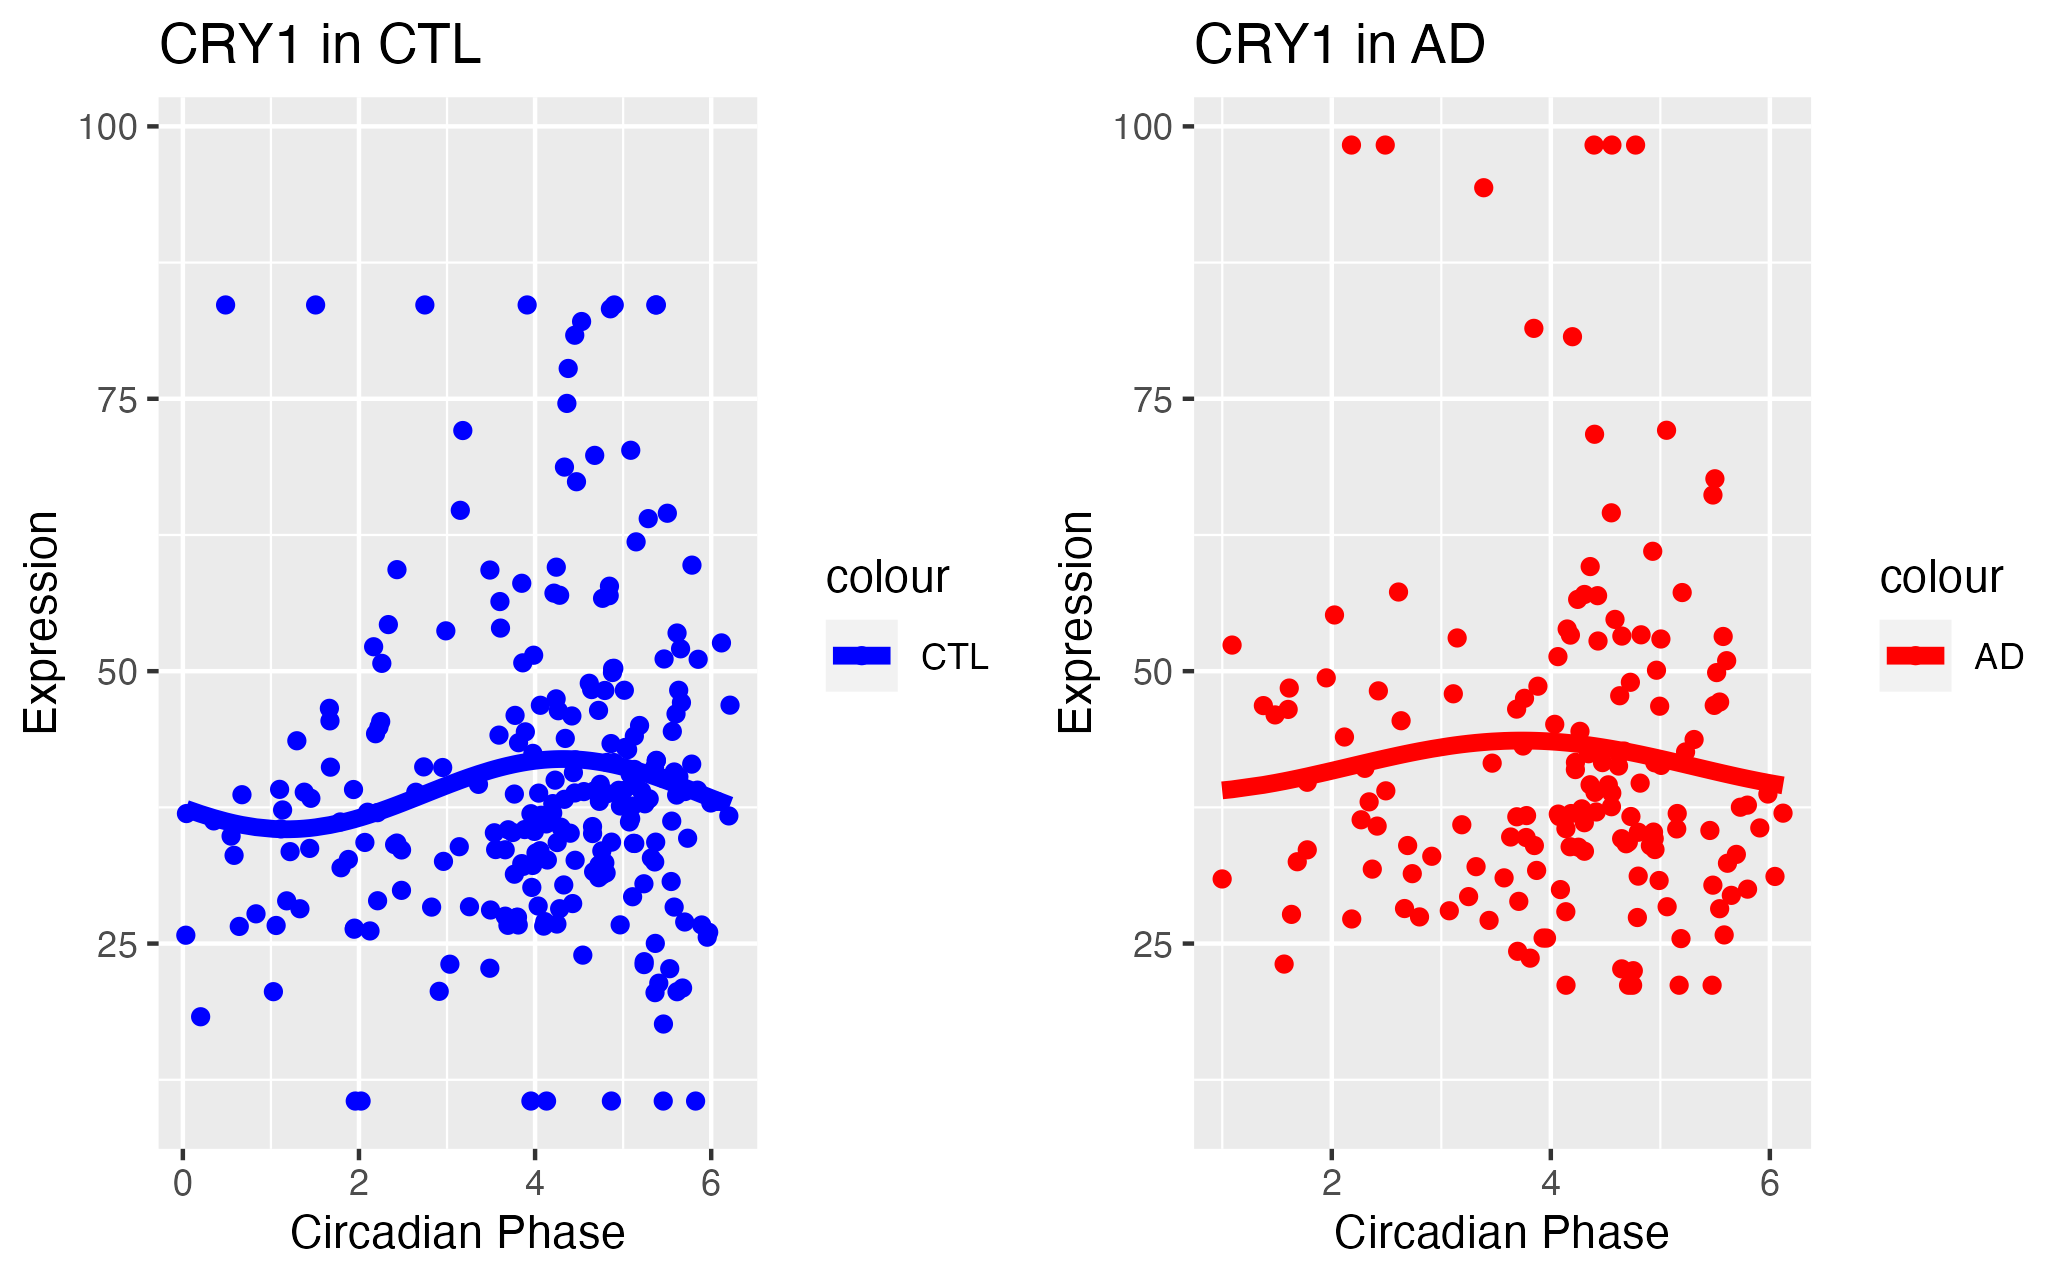 CRY1 in CTL
100
75
50
25
0 2 4 6
Circadian Phase
Expression
colour
CTL
CRY1 in AD
100
75
50
25
2 4 6
Circadian Phase
Expression
colour
AD